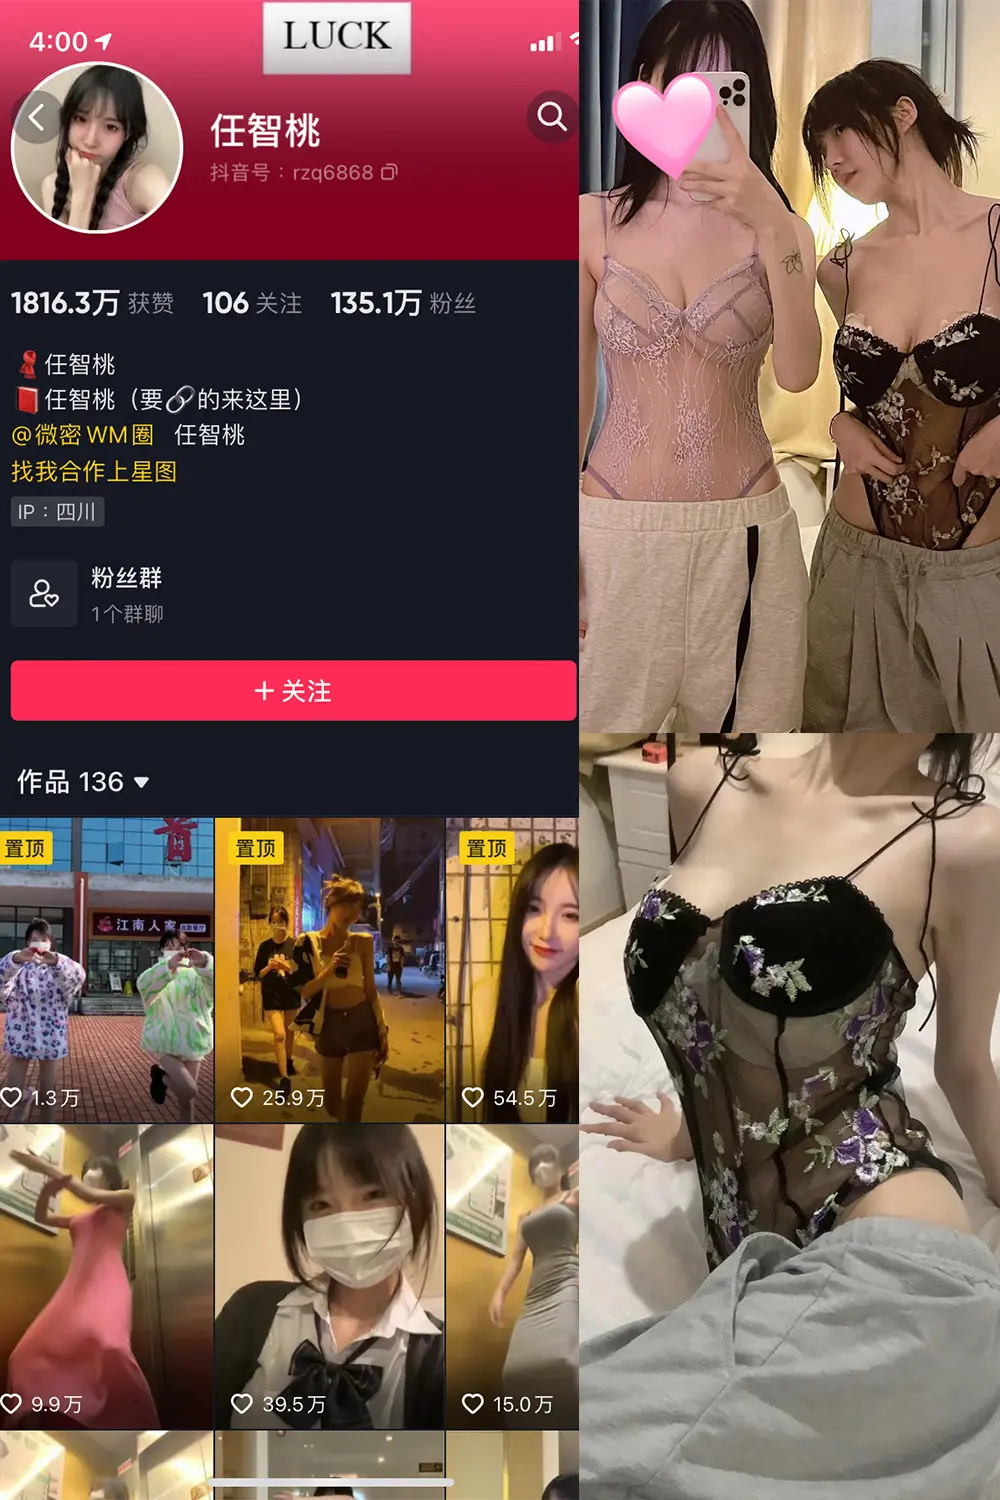 4:00
LUCK
任智桃
抖音号：rzq6868
1816.3万 获赞 106 关注 135.1万 粉丝
任智桃
任智桃（要🔗的来这里）
@微密WM圈 任智桃
找我合作上星图
IP：四川
粉丝群
1个群聊
+ 关注
作品 136
置顶
置顶
置顶
江南人家
1.3万
25.9万
54.5万
9.9万
39.5万
15.0万